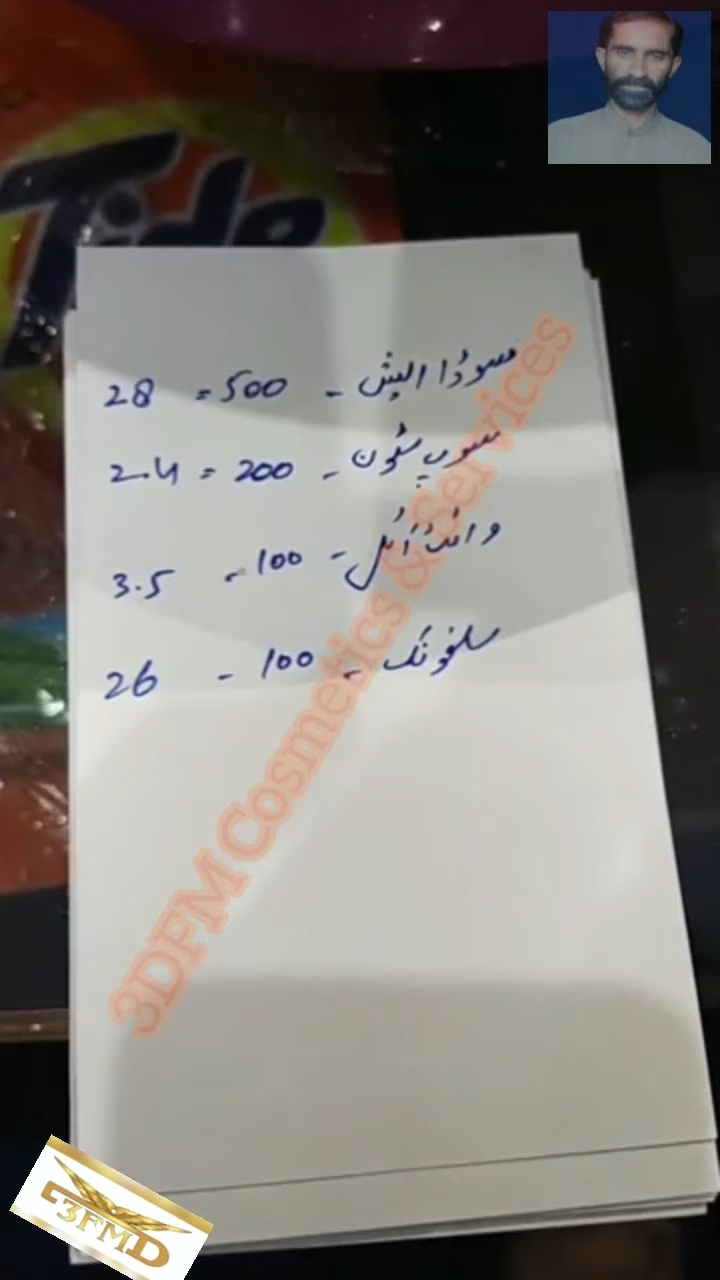 Tide
سوڈا ایش - 500 = 28
سوپ سٹون - 200 = 2.4
وائٹ آئل - 100 - 3.5
سلفونک - 100 - 26
3DFM Cosmetics & Services
3FMD